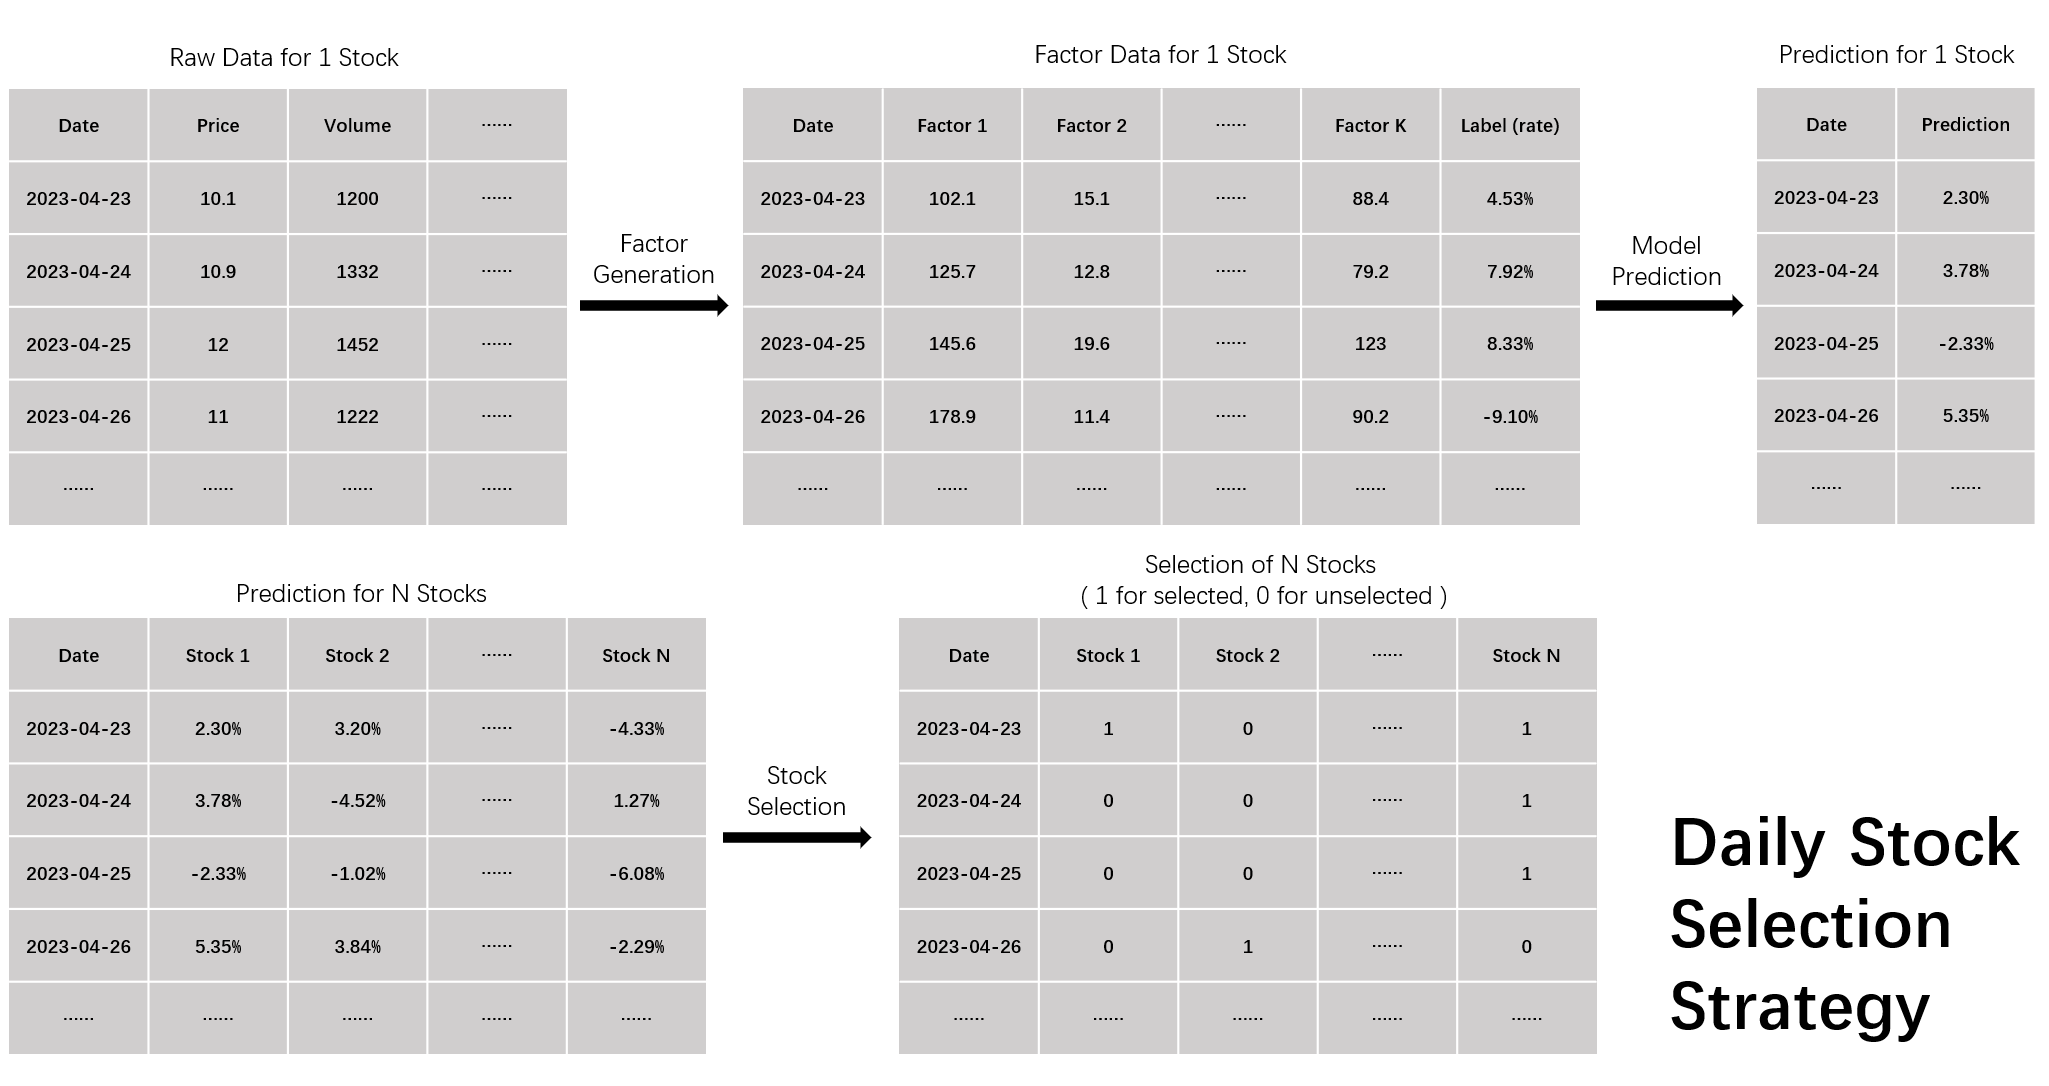 Raw Data for 1 Stock
Date Price Volume ······
2023-04-23 10.1 1200 ······
2023-04-24 10.9 1332 ······
2023-04-25 12 1452 ······
2023-04-26 11 1222 ······
······ ······ ······ ······
Factor
Generation
Factor Data for 1 Stock
Date Factor 1 Factor 2 ······ Factor K Label (rate)
2023-04-23 102.1 15.1 ······ 88.4 4.53%
2023-04-24 125.7 12.8 ······ 79.2 7.92%
2023-04-25 145.6 19.6 ······ 123 8.33%
2023-04-26 178.9 11.4 ······ 90.2 -9.10%
······ ······ ······ ······ ······ ······
Model
Prediction
Prediction for 1 Stock
Date Prediction
2023-04-23 2.30%
2023-04-24 3.78%
2023-04-25 -2.33%
2023-04-26 5.35%
······ ······
Prediction for N Stocks
Date Stock 1 Stock 2 ······ Stock N
2023-04-23 2.30% 3.20% ······ -4.33%
2023-04-24 3.78% -4.52% ······ 1.27%
2023-04-25 -2.33% -1.02% ······ -6.08%
2023-04-26 5.35% 3.84% ······ -2.29%
······ ······ ······ ······ ······
Stock
Selection
Selection of N Stocks
( 1 for selected, 0 for unselected )
Date Stock 1 Stock 2 ······ Stock N
2023-04-23 1 0 ······ 1
2023-04-24 0 0 ······ 1
2023-04-25 0 0 ······ 1
2023-04-26 0 1 ······ 0
······ ······ ······ ······ ······
Daily Stock
Selection
Strategy